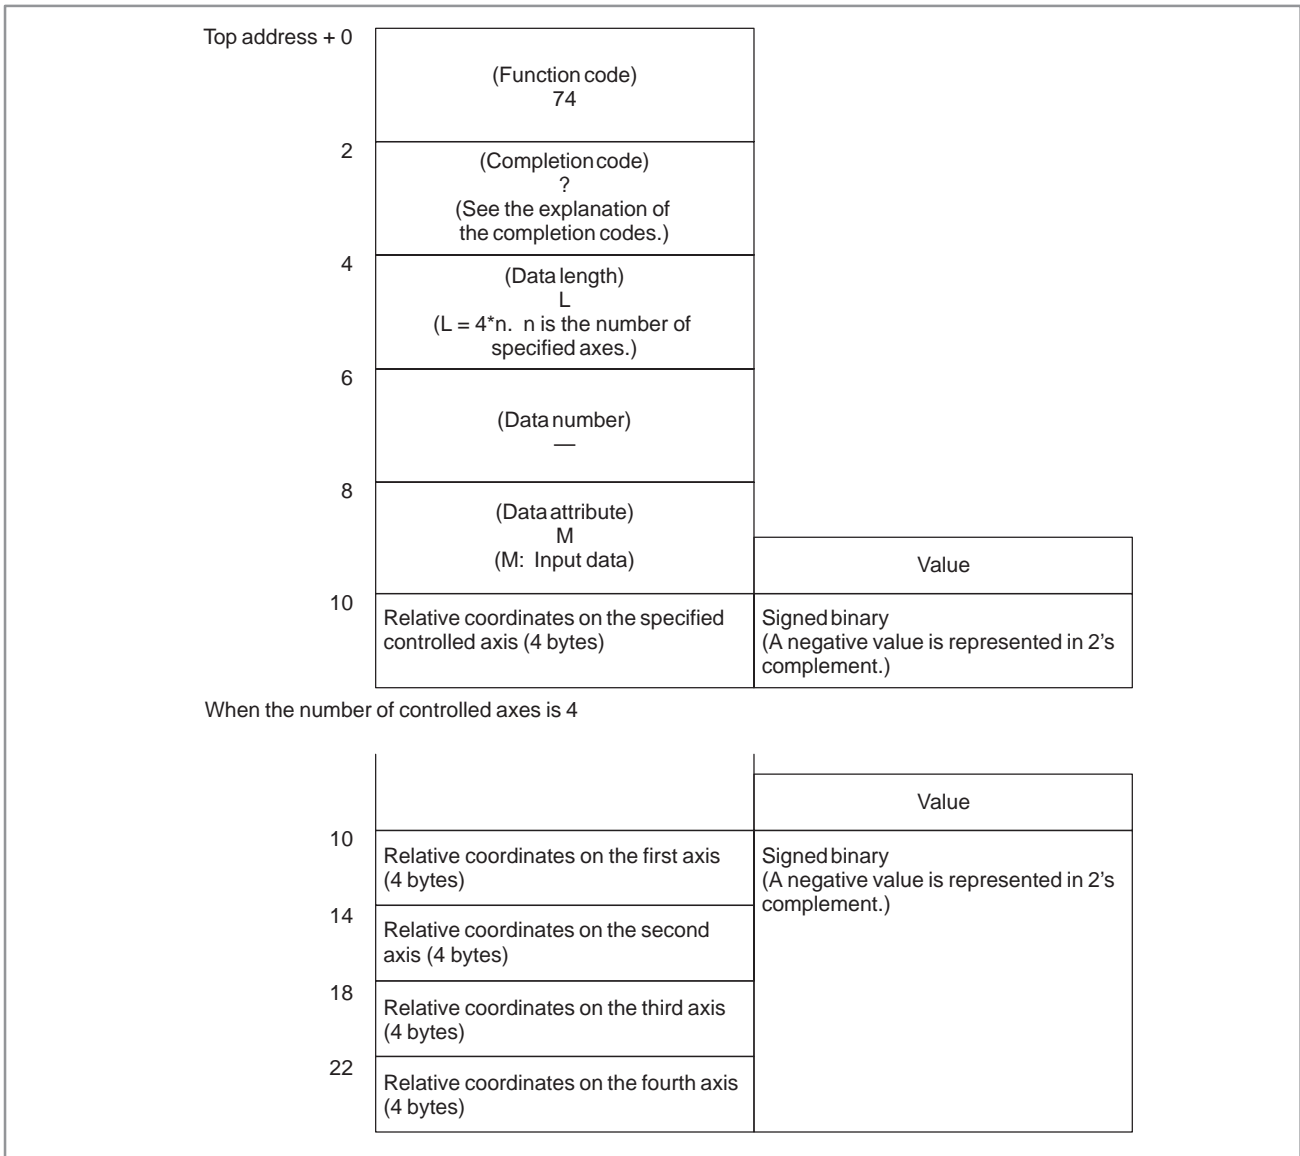 Top address + 0
(Function code)
74
2
(Completion code)
?
(See the explanation of
the completion codes.)
4
(Data length)
L
(L = 4*n. n is the number of
specified axes.)
6
(Data number)
—
8
(Data attribute)
M
(M: Input data)
Value
10
Relative coordinates on the specified
controlled axis (4 bytes)
Signed binary
(A negative value is represented in 2's
complement.)
When the number of controlled axes is 4
Value
10
Relative coordinates on the first axis
(4 bytes)
Signed binary
(A negative value is represented in 2's
complement.)
14
Relative coordinates on the second
axis (4 bytes)
18
Relative coordinates on the third axis
(4 bytes)
22
Relative coordinates on the fourth axis
(4 bytes)